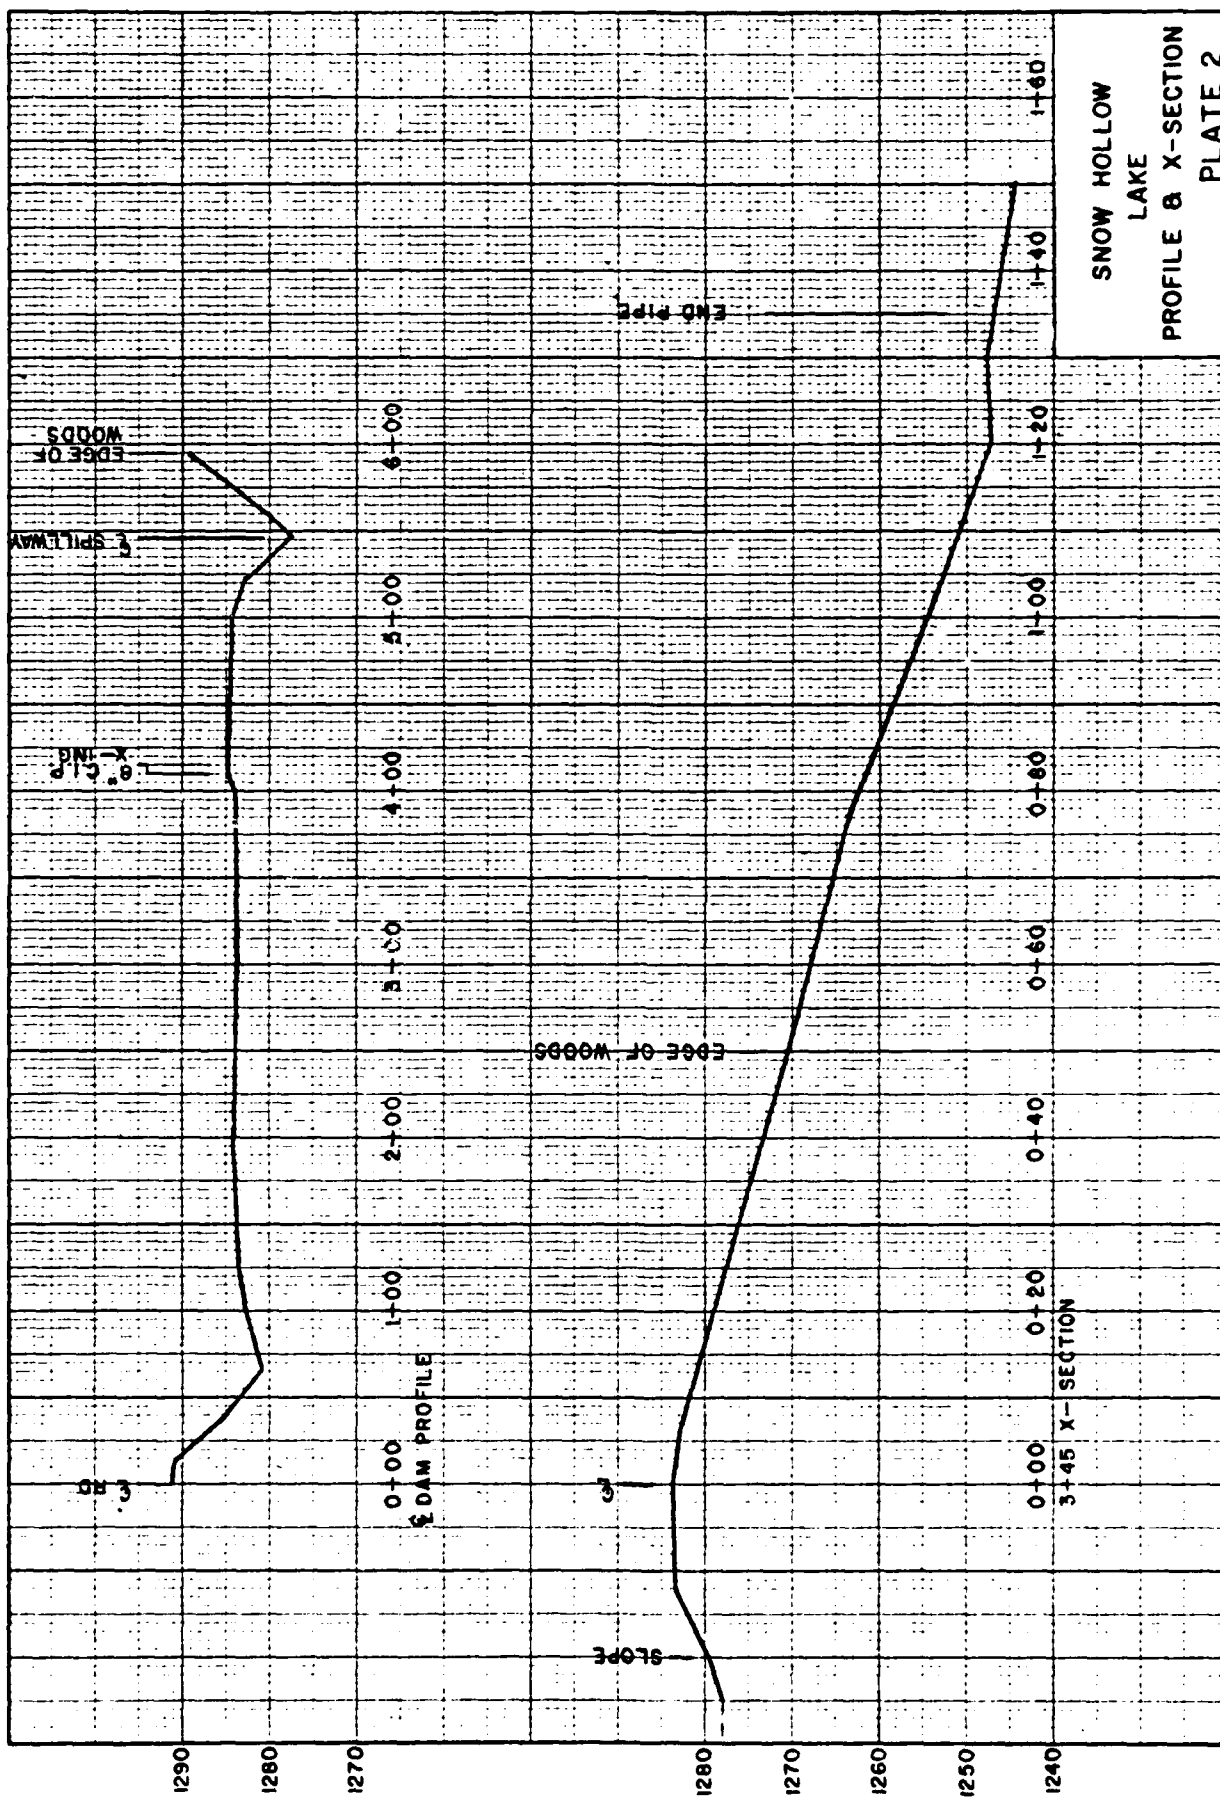 ℄ RD
8" CIP
X-ING
℄ SPILLWAY
EDGE OF
WOODS
1290
1280
1270
0+00
1+00
2+00
3+00
4+00
5+00
6+00
℄ DAM PROFILE
SLOPE
℄
EDGE OF WOODS
END PIPE
1280
1270
1260
1250
1240
0+00
0+20
0+40
0+60
0+80
1+00
1+20
1+40
1+60
3+45 X-SECTION
SNOW HOLLOW
LAKE
PROFILE & X-SECTION
PLATE 2